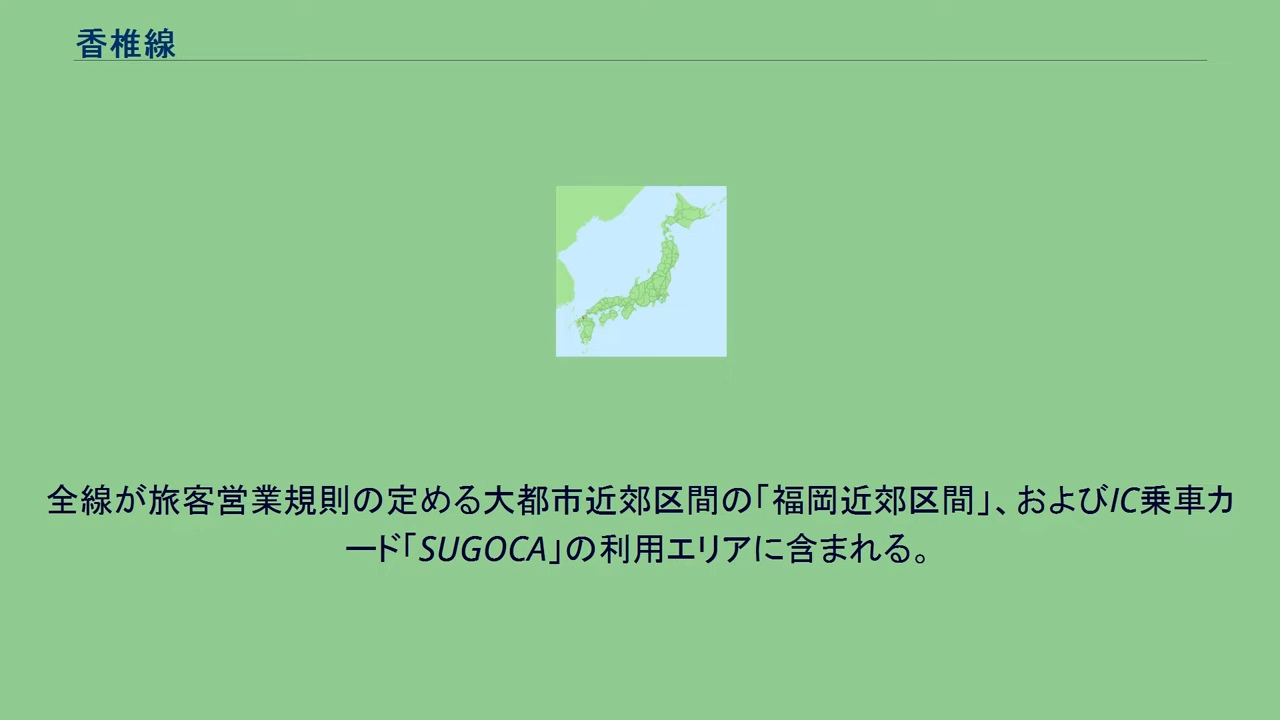 香椎線
全線が旅客営業規則の定める大都市近郊区間の「福岡近郊区間」、およびIC乗車カ
ード「SUGOCA」の利用エリアに含まれる。